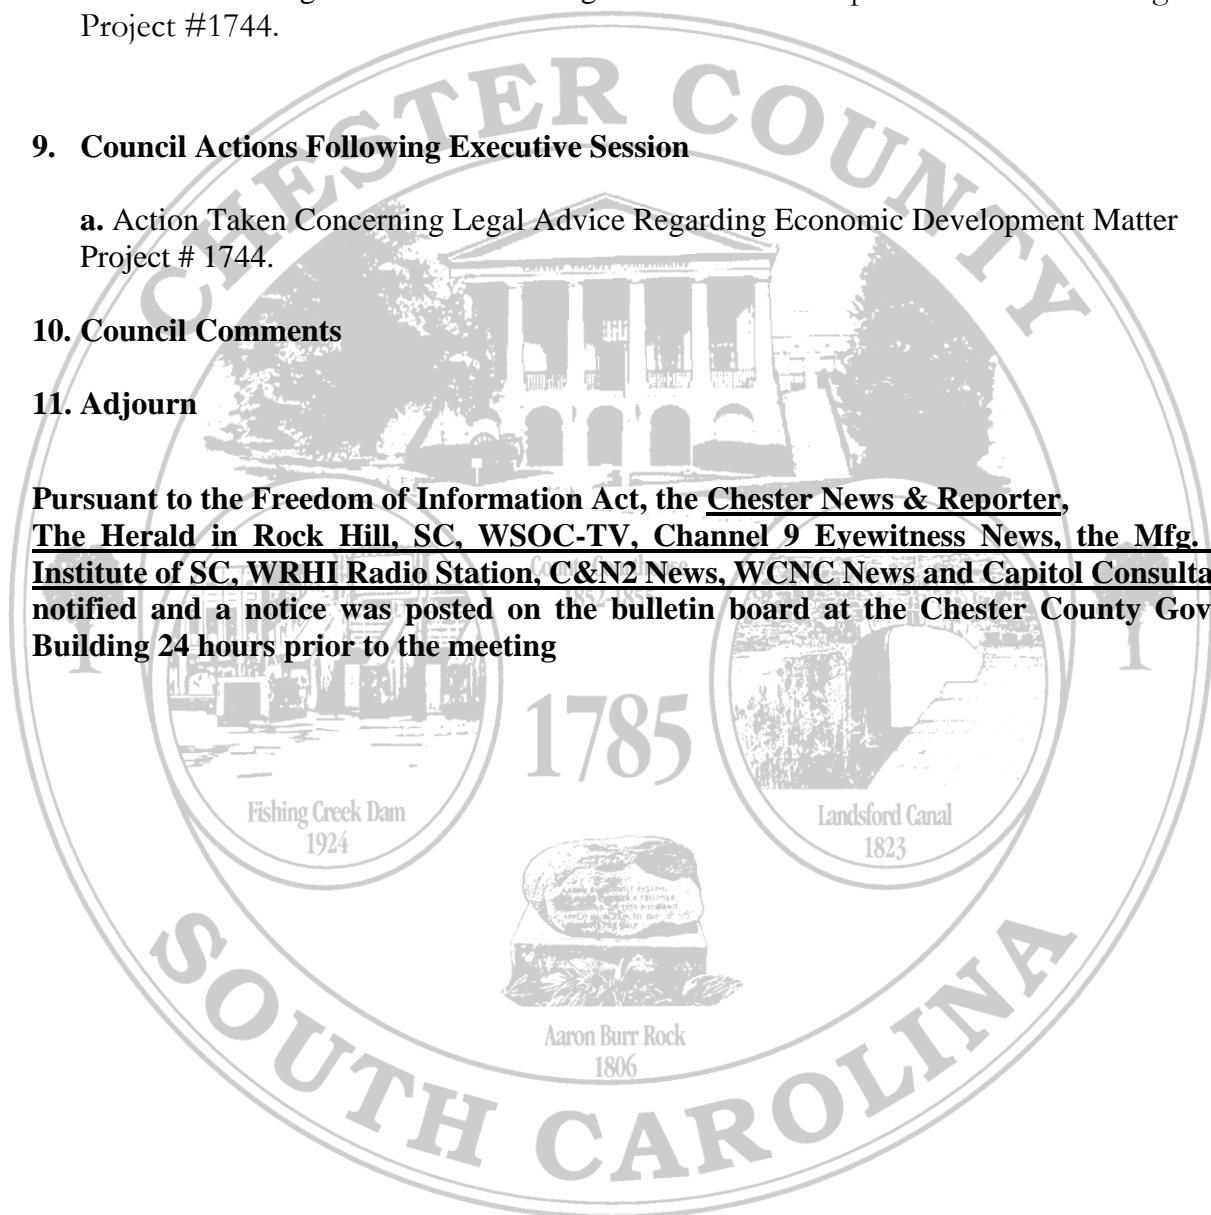 Project #1744.
9. Council Actions Following Executive Session
a. Action Taken Concerning Legal Advice Regarding Economic Development Matter
Project # 1744.
10. Council Comments
11. Adjourn
Pursuant to the Freedom of Information Act, the Chester News & Reporter,
The Herald in Rock Hill, SC, WSOC-TV, Channel 9 Eyewitness News, the Mfg.
Institute of SC, WRHI Radio Station, C&N2 News, WCNC News and Capitol Consulta
notified and a notice was posted on the bulletin board at the Chester County Gov
Building 24 hours prior to the meeting
CHESTER COUNTY
1785
Fishing Creek Dam
1924
Landsford Canal
1823
Aaron Burr Rock
1806
SOUTH CAROLINA